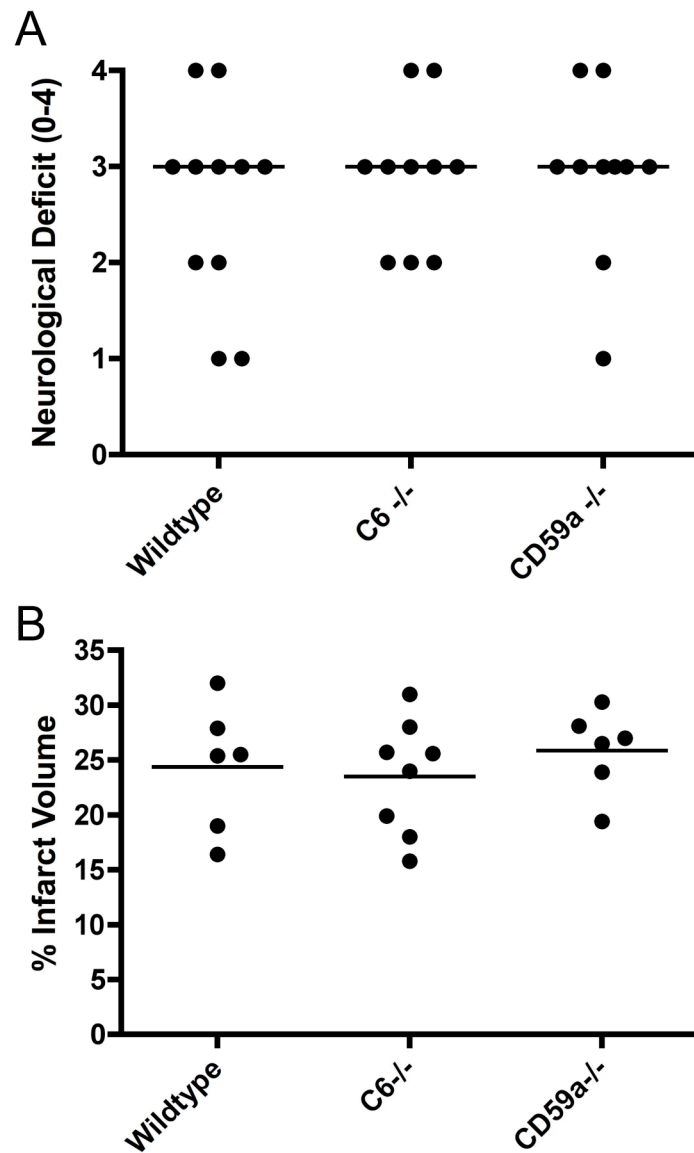 A
Neurological Deficit (0-4)
4
3
2
1
0
Wildtype
C6 -/-
CD59a -/-
B
% Infarct Volume
35
30
25
20
15
10
5
0
Wildtype
C6-/-
CD59a-/-